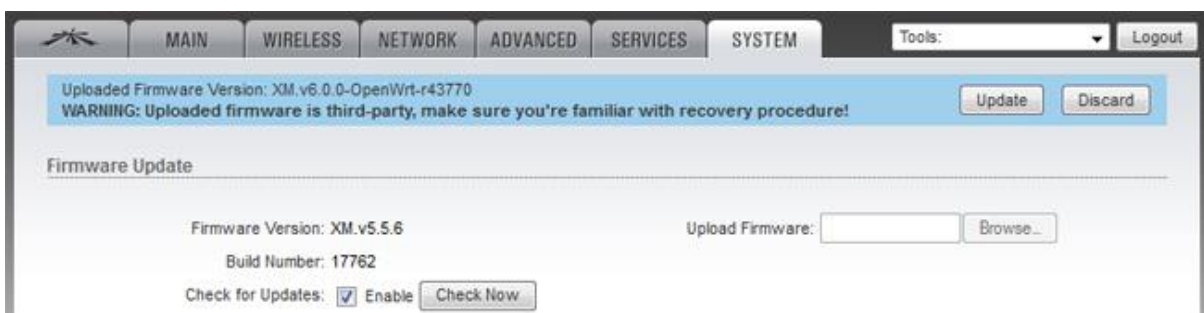 MAIN WIRELESS NETWORK ADVANCED SERVICES SYSTEM Tools: Logout
Uploaded Firmware Version: XM.v6.0.0-OpenWrt-r43770
WARNING: Uploaded firmware is third-party, make sure you're familiar with recovery procedure! Update Discard
Firmware Update
Firmware Version: XM.v5.5.6 Upload Firmware: Browse...
Build Number: 17762
Check for Updates: Enable Check Now